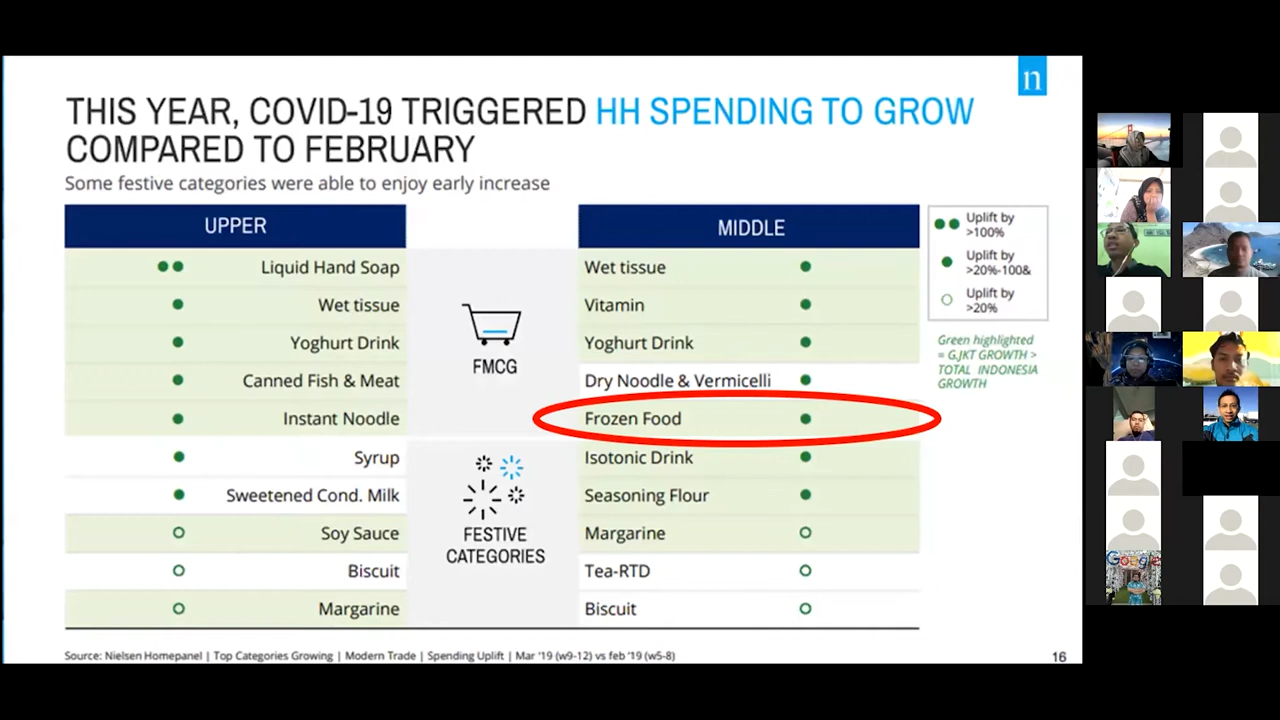 n
THIS YEAR, COVID-19 TRIGGERED HH SPENDING TO GROW
COMPARED TO FEBRUARY
Some festive categories were able to enjoy early increase
UPPER
Liquid Hand Soap
Wet tissue
Yoghurt Drink
Canned Fish & Meat
Instant Noodle
Syrup
Sweetened Cond. Milk
Soy Sauce
Biscuit
Margarine
FMCG
FESTIVE
CATEGORIES
MIDDLE
Wet tissue
Vitamin
Yoghurt Drink
Dry Noodle & Vermicelli
Frozen Food
Isotonic Drink
Seasoning Flour
Margarine
Tea-RTD
Biscuit
Uplift by
>100%
Uplift by
>20%-100&
Uplift by
>20%
Green highlighted
= G.JKT GROWTH >
TOTAL INDONESIA
GROWTH
Source: Nielsen Homepanel | Top Categories Growing | Modern Trade | Spending Uplift | Mar '19 (w9-12) vs feb '19 (w5-8)
16
Google